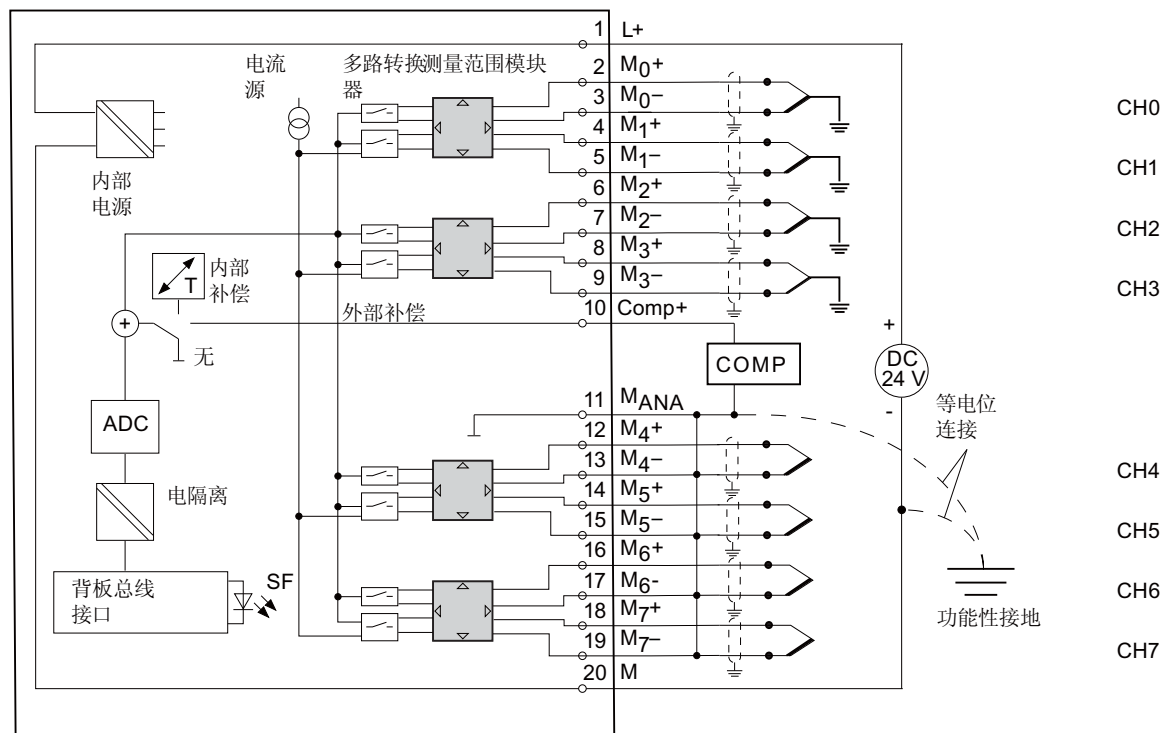 1 L+
电流
源
多路转换测量范围模块
器
2 M0+
3 M0–
CH0
4 M1+
5 M1–
CH1
内部
电源
6 M2+
7 M2–
CH2
8 M3+
9 M3–
CH3
T
内部
补偿
10 Comp+
外部补偿
+
无
+
DC
24 V
-
COMP
ADC
11 MANA
等电位
连接
12 M4+
13 M4–
CH4
电隔离
14 M5+
15 M5–
CH5
16 M6+
17 M6-
CH6
背板总线
接口
SF
18 M7+
19 M7–
CH7
功能性接地
20 M